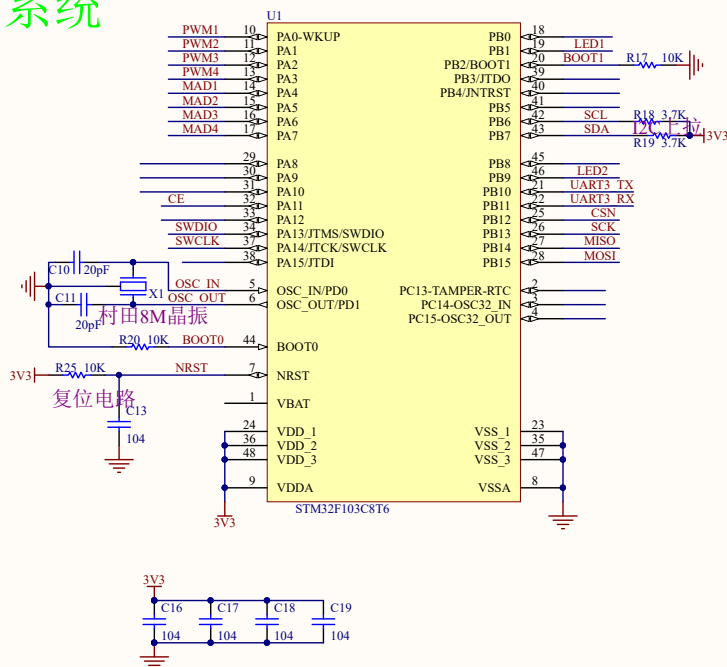 系统
U1
PWM1 10 PA0-WKUP PB0 18
PWM2 11 PA1 PB1 19 LED1
PWM3 12 PA2 PB2/BOOT1 20 BOOT1 R17 10K
PWM4 13 PA3 PB3/JTDO 39
MAD1 14 PA4 PB4/JNTRST 40
MAD2 15 PA5 PB5 41
MAD3 16 PA6 PB6 42 SCL R18 3.7K
I2C上拉
MAD4 17 PA7 PB7 43 SDA R19 3.7K 3V3
29 PA8 PB8 45
30 PA9 PB9 46 LED2
31 PA10 PB10 21 UART3_TX
CE 32 PA11 PB11 22 UART3_RX
33 PA12 PB12 25 CSN
SWDIO 34 PA13/JTMS/SWDIO PB13 26 SCK
SWCLK 37 PA14/JTCK/SWCLK PB14 27 MISO
38 PA15/JTDI PB15 28 MOSI
C10 20pF
OSC_IN 5 OSC_IN/PD0 PC13-TAMPER-RTC 2
X1
C11 20pF OSC_OUT 6 OSC_OUT/PD1 PC14-OSC32_IN 3
村田8M晶振
PC15-OSC32_OUT 4
R20 10K BOOT0 44 BOOT0
3V3 R25 10K NRST 7 NRST
复位电路
C13
104
1 VBAT
24 VDD_1 VSS_1 23
36 VDD_2 VSS_2 35
48 VDD_3 VSS_3 47
9 VDDA VSSA 8
3V3
STM32F103C8T6
3V3
C16 C17 C18 C19
104 104 104 104